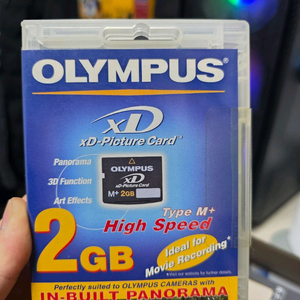 OLYMPUS®
xD
xD-Picture Card™
Panorama
3D Function
Art Effects
OLYMPUS
xD
xD-Picture Card
M+ 2GB
Type M+
High Speed
2GB
Ideal for
Movie Recording*
Perfectly suited to OLYMPUS CAMERAS with
IN-BUILT PANORAMA